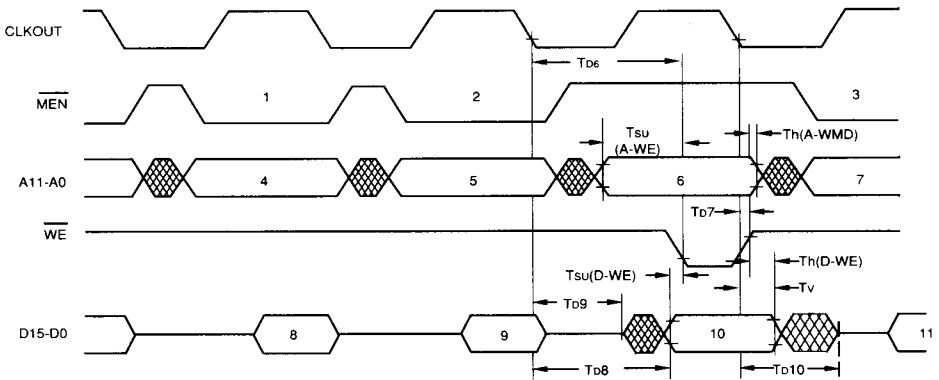 CLKOUT
TD6
MEN
1
2
3
Tsu
(A-WE)
Th(A-WMD)
A11-A0
4
5
6
7
TD7
WE
Tsu(D-WE)
Th(D-WE)
TD9
Tv
D15-D0
8
9
10
11
TD8
TD10